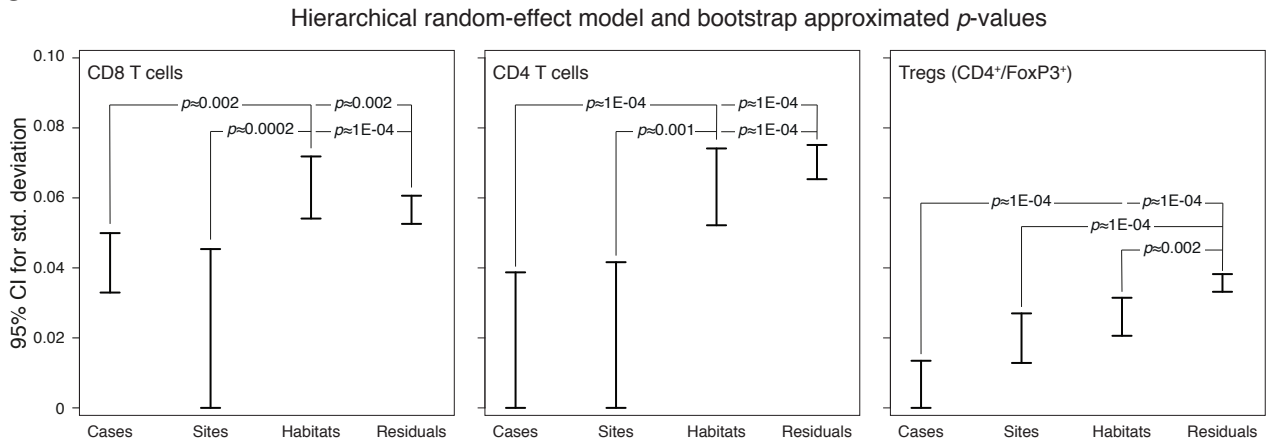 Hierarchical random-effect model and bootstrap approximated p-values
95% CI for std. deviation
0.10
0.08
0.06
0.04
0.02
0
CD8 T cells
p≈0.002
p≈0.002
p≈0.0002
p≈1E-04
Cases Sites Habitats Residuals
CD4 T cells
p≈1E-04
p≈1E-04
p≈0.001
p≈1E-04
Cases Sites Habitats Residuals
Tregs (CD4⁺/FoxP3⁺)
p≈1E-04
p≈1E-04
p≈1E-04
p≈0.002
Cases Sites Habitats Residuals